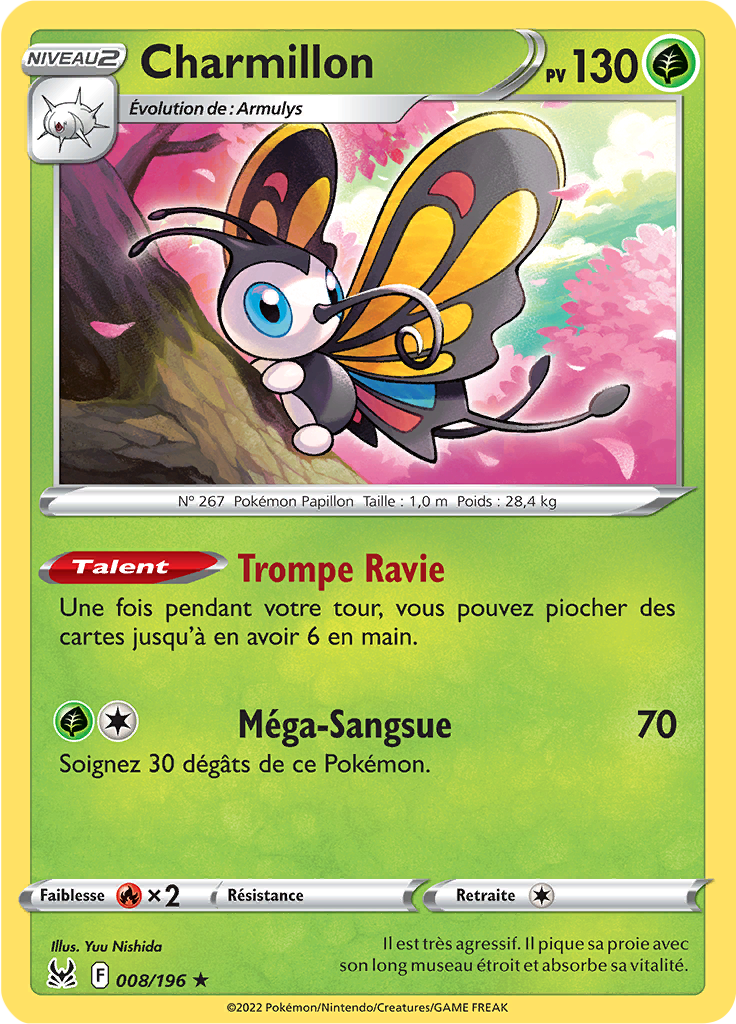 NIVEAU2
Charmillon
PV 130
Évolution de : Armulys
Nº 267 Pokémon Papillon Taille : 1,0 m Poids : 28,4 kg
Talent Trompe Ravie
Une fois pendant votre tour, vous pouvez piocher des
cartes jusqu'à en avoir 6 en main.
Méga-Sangsue 70
Soignez 30 dégâts de ce Pokémon.
Faiblesse ×2 Résistance Retraite
Illus. Yuu Nishida
Il est très agressif. Il pique sa proie avec
son long museau étroit et absorbe sa vitalité.
F 008/196 ★
©2022 Pokémon/Nintendo/Creatures/GAME FREAK